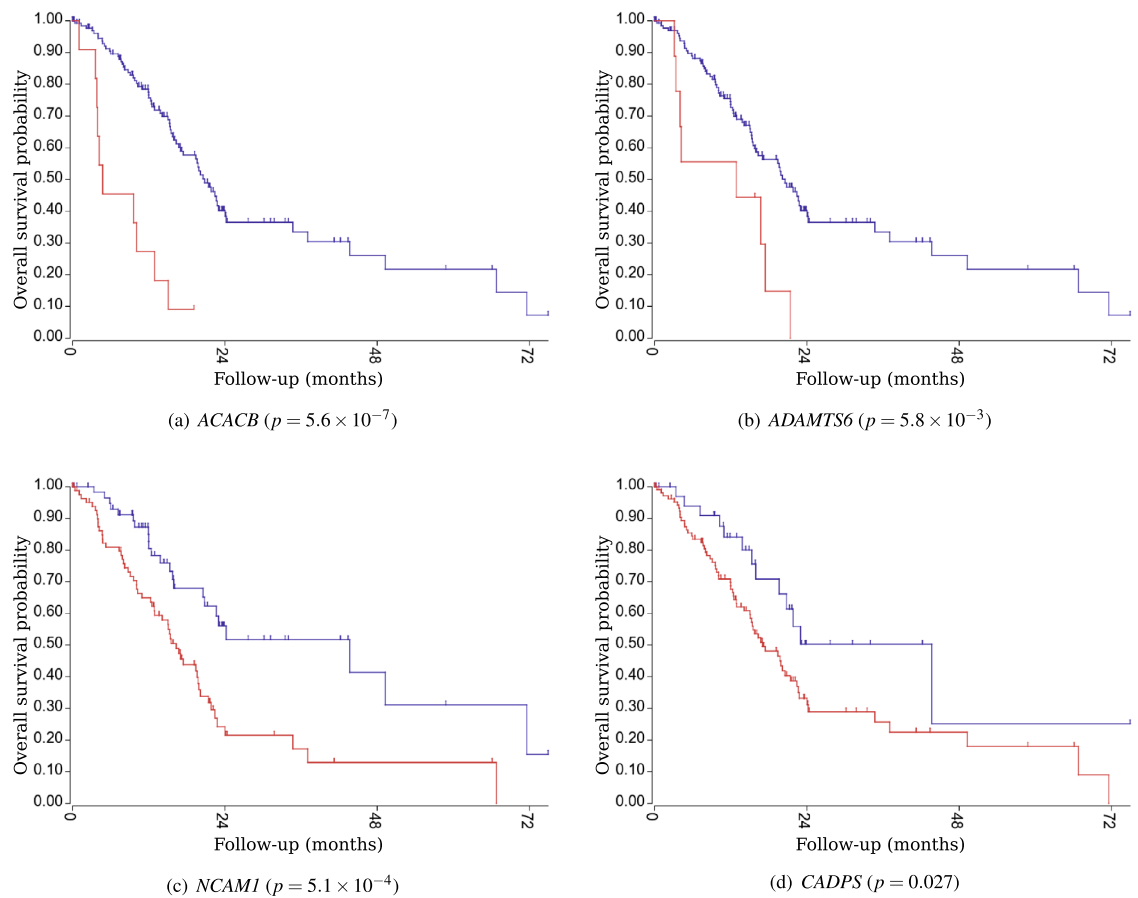 1.00
0.90
0.80
0.70
0.60
0.50
0.40
0.30
0.20
0.10
0.00
Overall survival probability
0 24 48 72
Follow-up (months)
(a) ACACB (p = 5.6 × 10⁻⁷)
1.00
0.90
0.80
0.70
0.60
0.50
0.40
0.30
0.20
0.10
0.00
Overall survival probability
0 24 48 72
Follow-up (months)
(b) ADAMTS6 (p = 5.8 × 10⁻³)
1.00
0.90
0.80
0.70
0.60
0.50
0.40
0.30
0.20
0.10
0.00
Overall survival probability
0 24 48 72
Follow-up (months)
(c) NCAM1 (p = 5.1 × 10⁻⁴)
1.00
0.90
0.80
0.70
0.60
0.50
0.40
0.30
0.20
0.10
0.00
Overall survival probability
0 24 48 72
Follow-up (months)
(d) CADPS (p = 0.027)